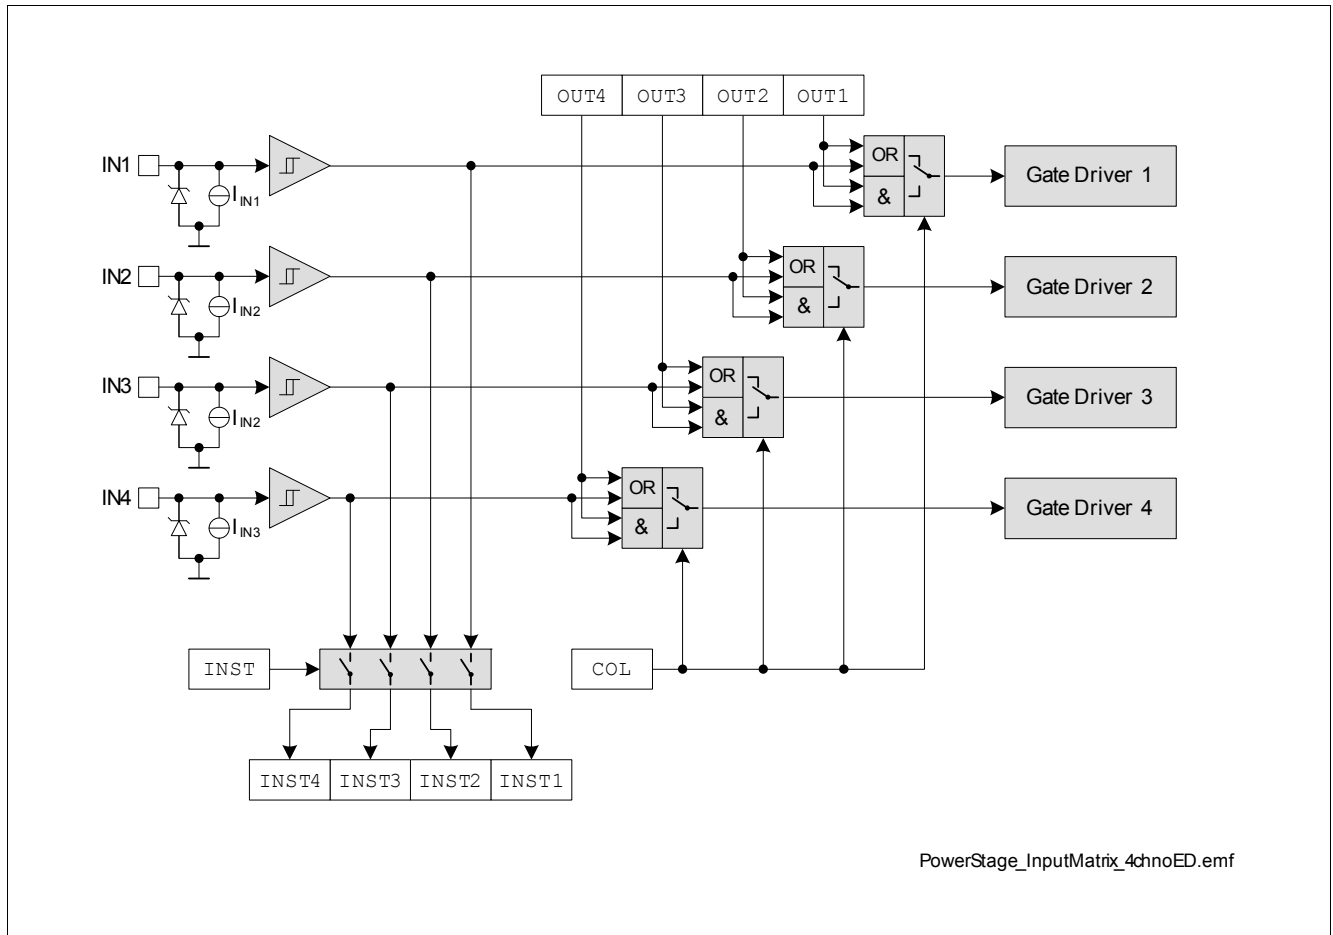 OUT4 OUT3 OUT2 OUT1
IN1
I_IN1
OR
&
Gate Driver 1
IN2
I_IN2
OR
&
Gate Driver 2
IN3
I_IN2
OR
&
Gate Driver 3
IN4
I_IN3
OR
&
Gate Driver 4
INST
COL
INST4 INST3 INST2 INST1
PowerStage_InputMatrix_4chnoED.emf